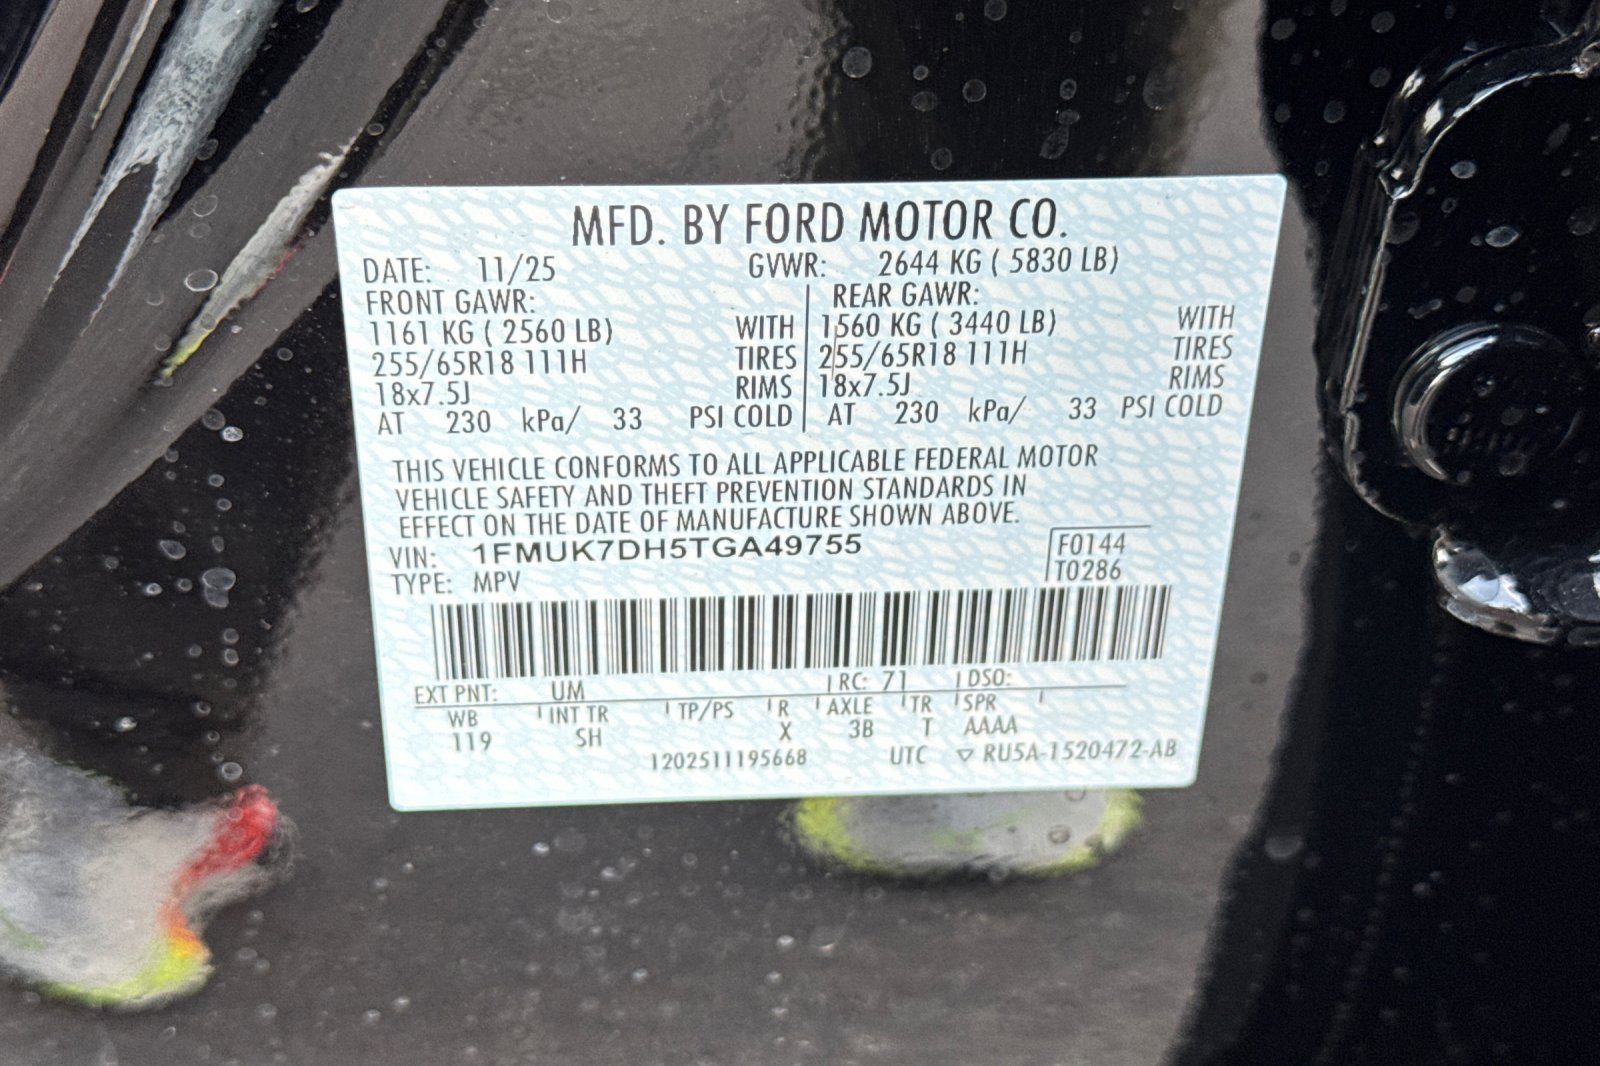 MFD. BY FORD MOTOR CO.
DATE: 11/25 GVWR: 2644 KG ( 5830 LB)
FRONT GAWR: REAR GAWR:
1161 KG ( 2560 LB) WITH 1560 KG ( 3440 LB) WITH
255/65R18 111H TIRES 255/65R18 111H TIRES
18x7.5J RIMS 18x7.5J RIMS
AT 230 kPa/ 33 PSI COLD AT 230 kPa/ 33 PSI COLD
THIS VEHICLE CONFORMS TO ALL APPLICABLE FEDERAL MOTOR
VEHICLE SAFETY AND THEFT PREVENTION STANDARDS IN
EFFECT ON THE DATE OF MANUFACTURE SHOWN ABOVE.
VIN: 1FMUK7DH5TGA49755 F0144
TYPE: MPV T0286
EXT PNT: UM RC: 71 DSO:
WB INT TR TP/PS R AXLE TR SPR
119 SH X 3B T AAAA
1202511195668 UTC ▽ RU5A-1520472-AB